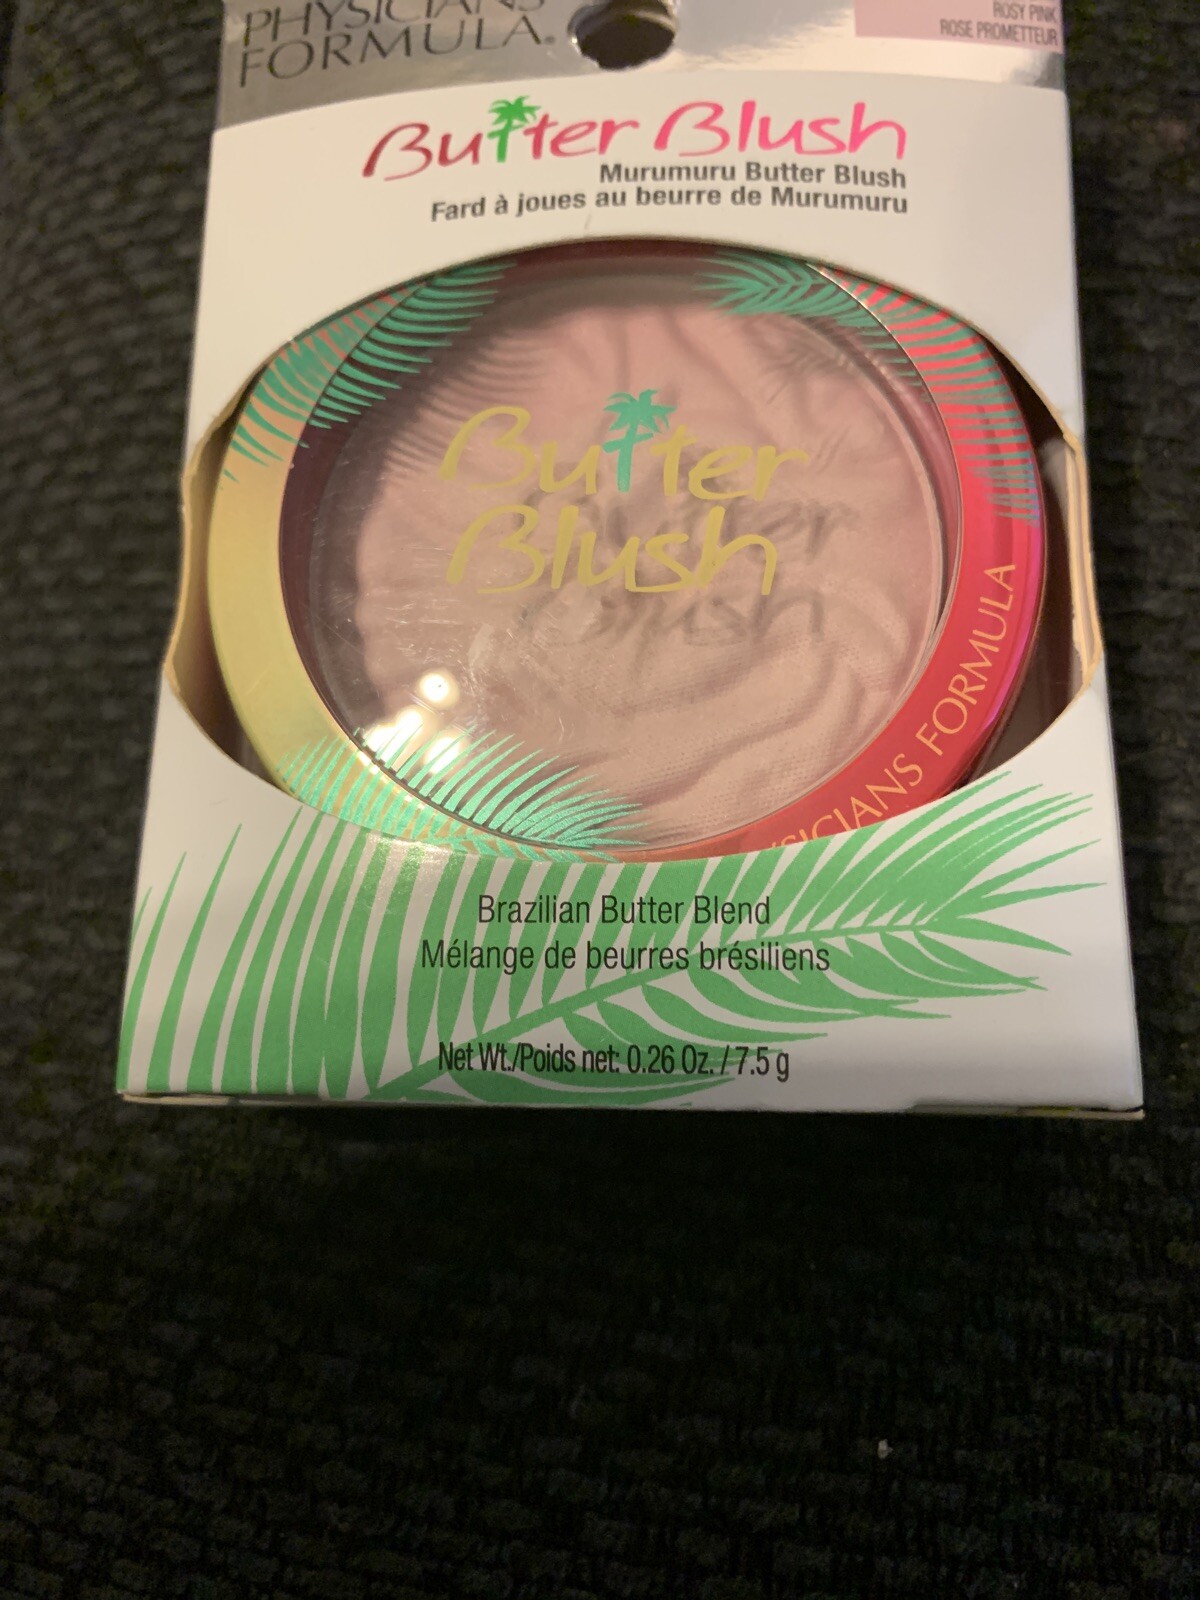 PHYSICIANS
FORMULA®
ROSY PINK
ROSE PROMETTEUR
Butter Blush
Murumuru Butter Blush
Fard à joues au beurre de Murumuru
Butter
Blush
PHYSICIANS FORMULA
Brazilian Butter Blend
Mélange de beurres brésiliens
Net Wt./Poids net: 0.26 Oz. / 7.5 g